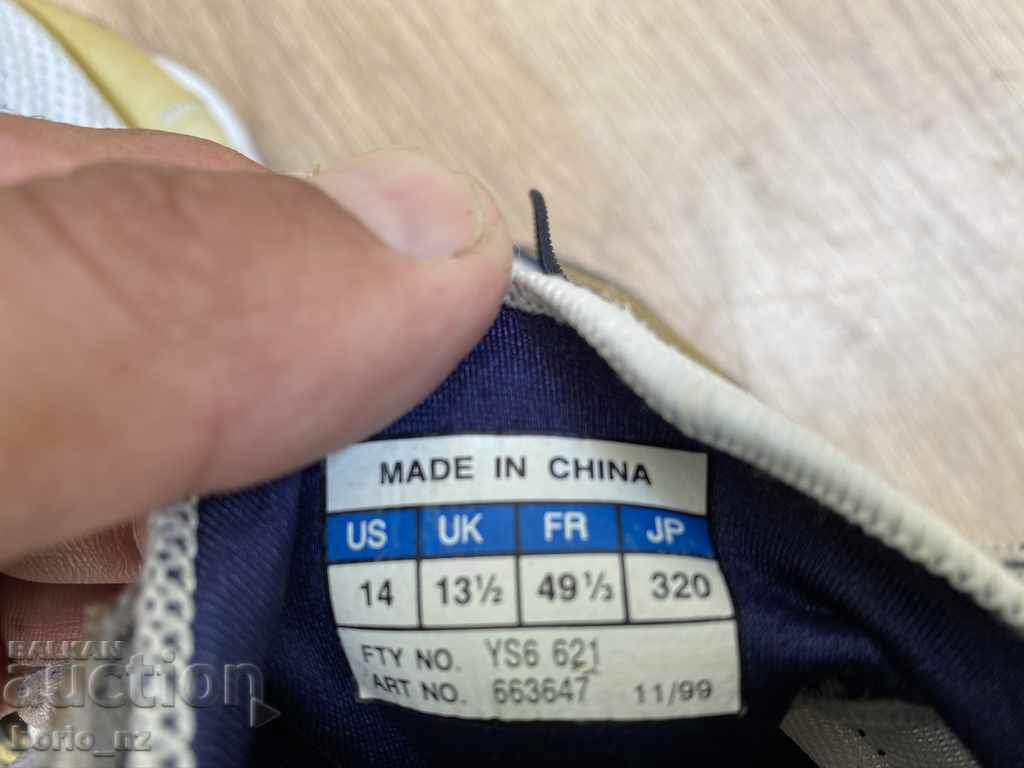 MADE IN CHINA
US UK FR JP
14 13½ 49⅓ 320
FTY NO. YS6 621
ART NO. 663647 11/99
BALKAN
auction
borio_nz